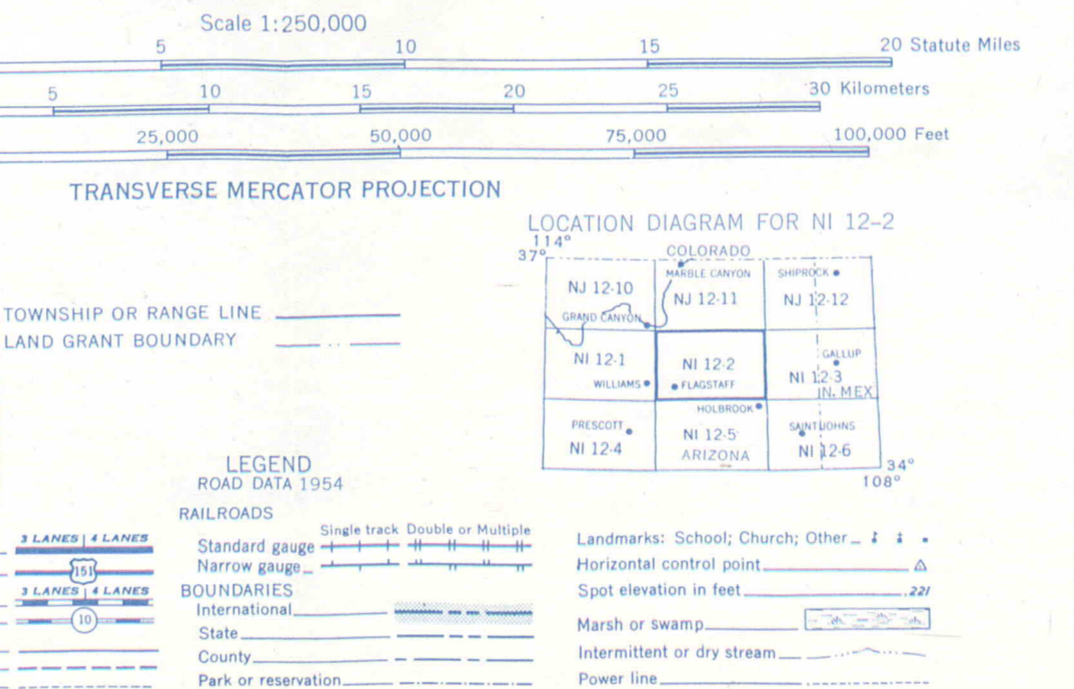 Scale 1:250,000
5 10 15 20 Statute Miles
5 10 15 20 25 30 Kilometers
25,000 50,000 75,000 100,000 Feet
TRANSVERSE MERCATOR PROJECTION
LOCATION DIAGRAM FOR NI 12-2
114°
37°
COLORADO
MARBLE CANYON
SHIPROCK
NJ 12-10
NJ 12-11
NJ 12-12
GRAND CANYON
NI 12-1
NI 12-2
GALLUP
NI 12-3
WILLIAMS
FLAGSTAFF
N. MEX
HOLBROOK
PRESCOTT
NI 12-5
SAINT JOHNS
NI 12-4
ARIZONA
NI 12-6
34°
108°
TOWNSHIP OR RANGE LINE
LAND GRANT BOUNDARY
LEGEND
ROAD DATA 1954
3 LANES 4 LANES
151
3 LANES 4 LANES
10
RAILROADS
Single track Double or Multiple
Standard gauge
Narrow gauge
BOUNDARIES
International
State
County
Park or reservation
Landmarks: School; Church; Other
Horizontal control point
Spot elevation in feet .221
Marsh or swamp
Intermittent or dry stream
Power line